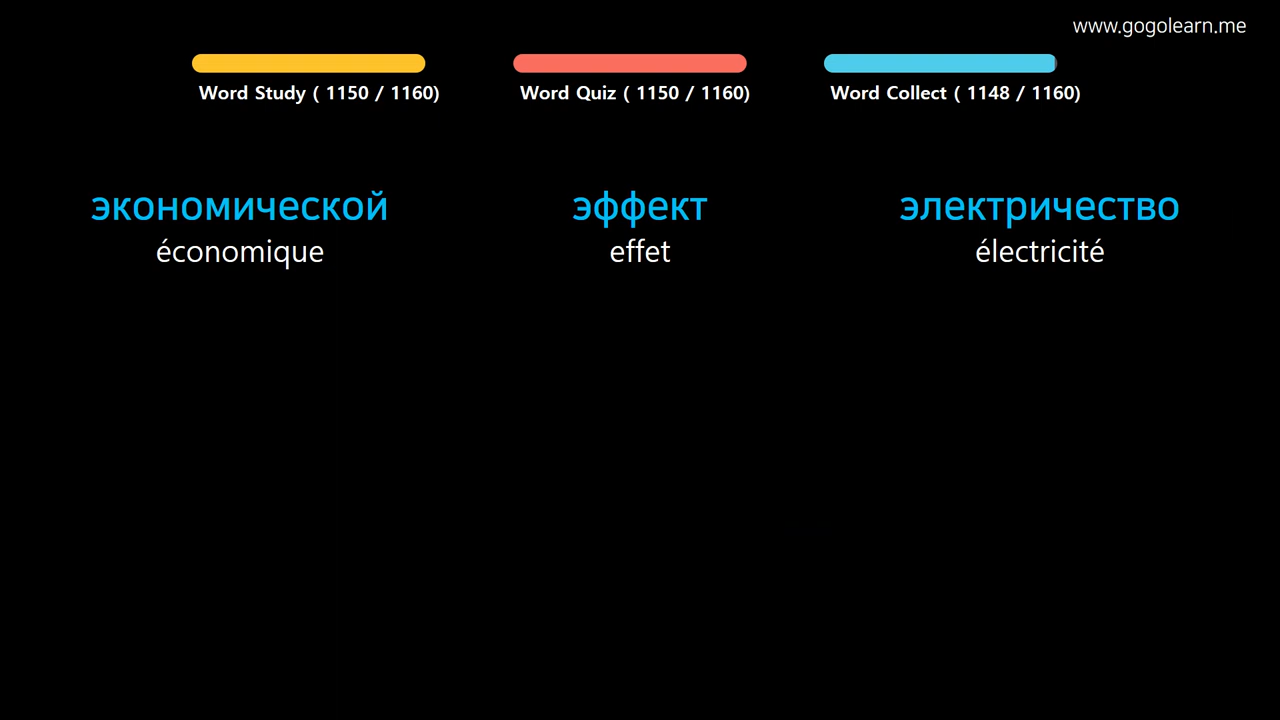 www.gogolearn.me
Word Study ( 1150 / 1160)
Word Quiz ( 1150 / 1160)
Word Collect ( 1148 / 1160)
экономической
économique
эффект
effet
электричество
électricité